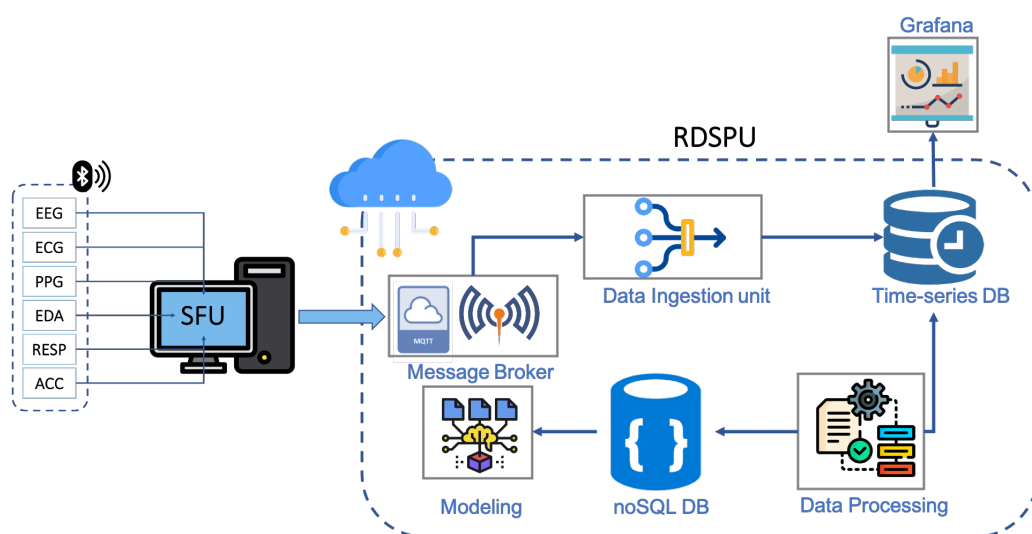 Grafana
RDSPU
EEG
ECG
PPG
EDA
RESP
ACC
SFU
MQTT
Message Broker
Data Ingestion unit
Time-series DB
Modeling
noSQL DB
Data Processing